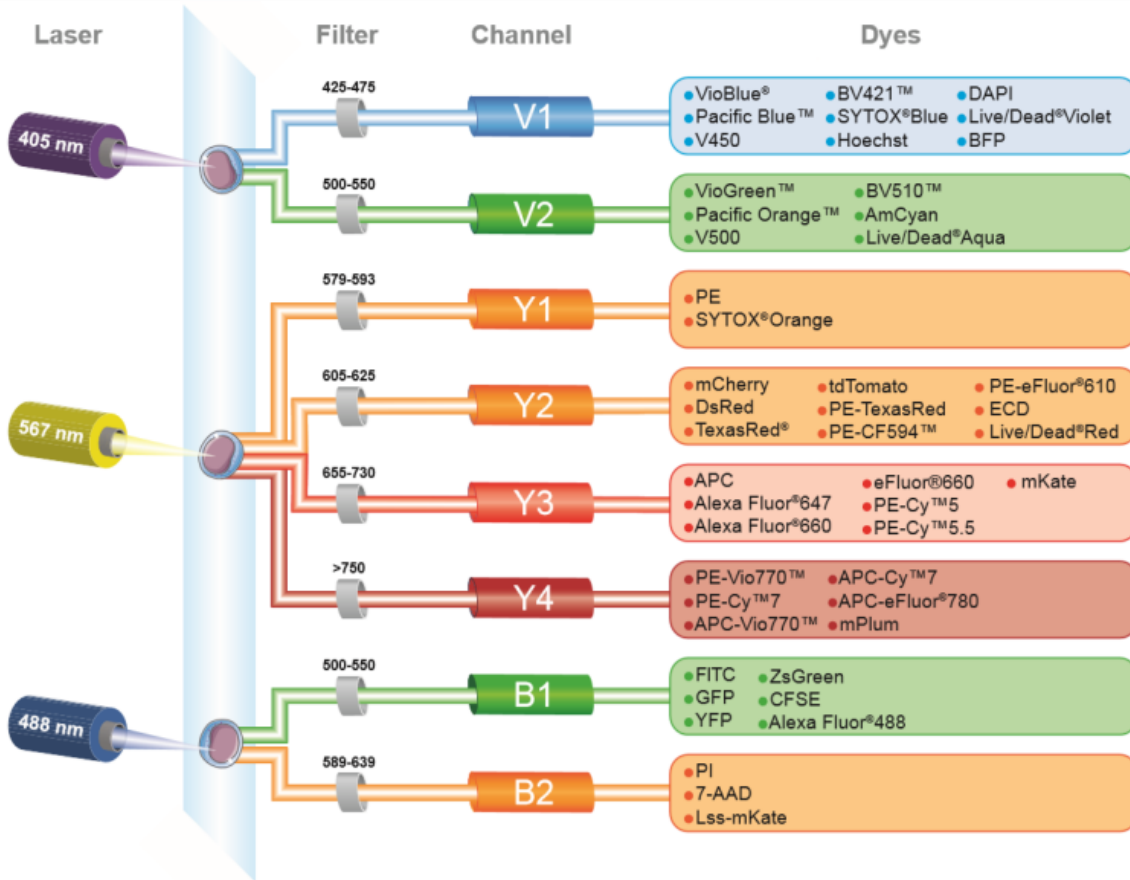 Laser Filter Channel Dyes
405 nm
425-475
V1
VioBlue® BV421™ DAPI
Pacific Blue™ SYTOX®Blue Live/Dead®Violet
V450 Hoechst BFP
500-550
V2
VioGreen™ BV510™
Pacific Orange™ AmCyan
V500 Live/Dead®Aqua
567 nm
579-593
Y1
PE
SYTOX®Orange
605-625
Y2
mCherry tdTomato PE-eFluor®610
DsRed PE-TexasRed ECD
TexasRed® PE-CF594™ Live/Dead®Red
655-730
Y3
APC eFluor®660 mKate
Alexa Fluor®647 PE-Cy™5
Alexa Fluor®660 PE-Cy™5.5
>750
Y4
PE-Vio770™ APC-Cy™7
PE-Cy™7 APC-eFluor®780
APC-Vio770™ mPlum
488 nm
500-550
B1
FITC ZsGreen
GFP CFSE
YFP Alexa Fluor®488
589-639
B2
PI
7-AAD
Lss-mKate